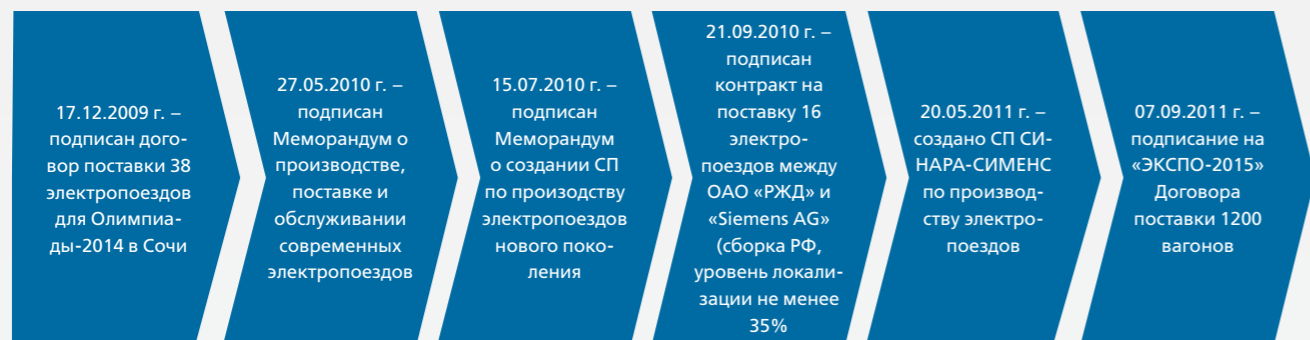 17.12.2009 г. –
подписан дого-
вор поставки 38
электропоездов
для Олимпиа-
ды-2014 в Сочи
27.05.2010 г. –
подписан
Меморандум о
производстве,
поставке и
обслуживании
современных
электропоездов
15.07.2010 г. –
подписан
Меморандум
о создании СП
по произодству
электропоездов
нового поко-
ления
21.09.2010 г. –
подписан
контракт на
поставку 16
электро-
поездов между
ОАО «РЖД» и
«Siemens AG»
(сборка РФ,
уровень локали-
зации не менее
35%
20.05.2011 г. –
создано СП СИ-
НАРА-СИМЕНС
по производ-
ству электро-
поездов
07.09.2011 г. –
подписание на
«ЭКСПО-2015»
Договора
поставки 1200
вагонов